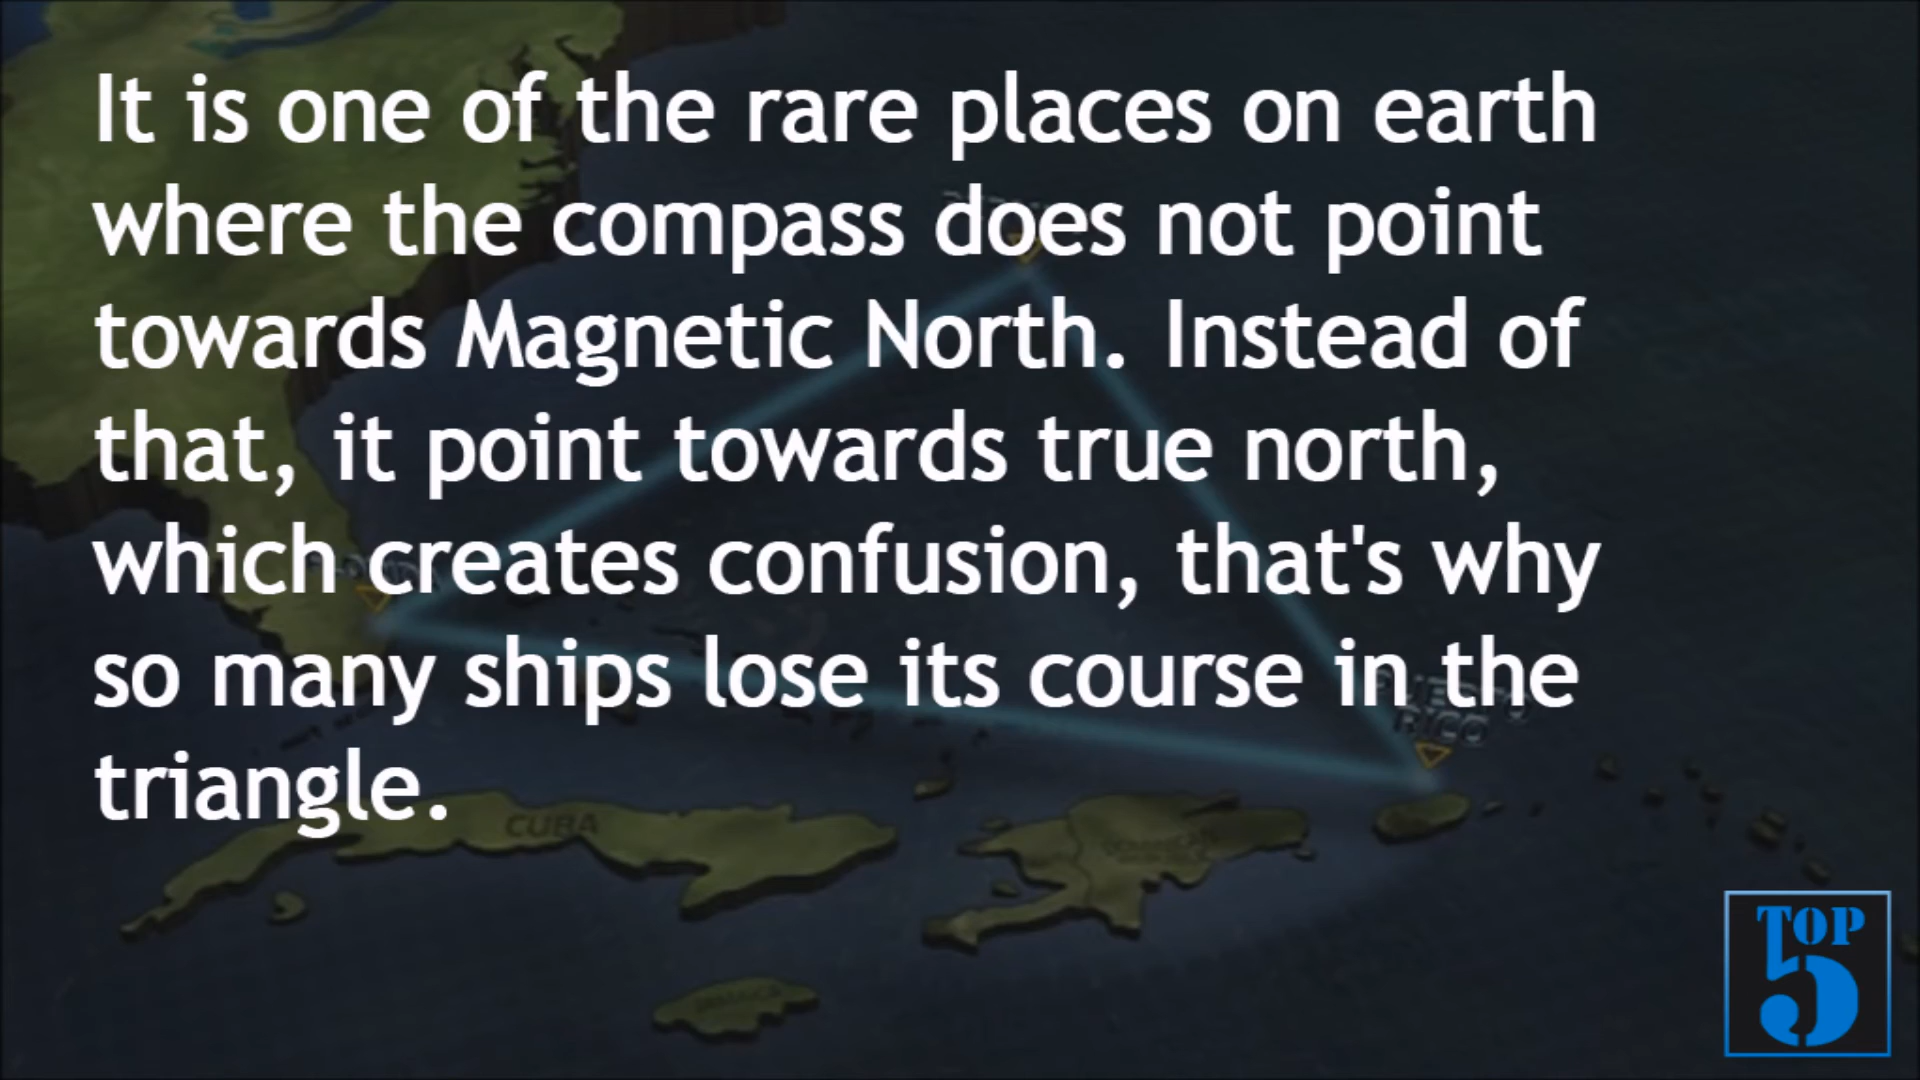 It is one of the rare places on earth
where the compass does not point
towards Magnetic North. Instead of
that, it point towards true north,
which creates confusion, that's why
so many ships lose its course in the
triangle.
PUERTO
RICO
CUBA
TOP
5